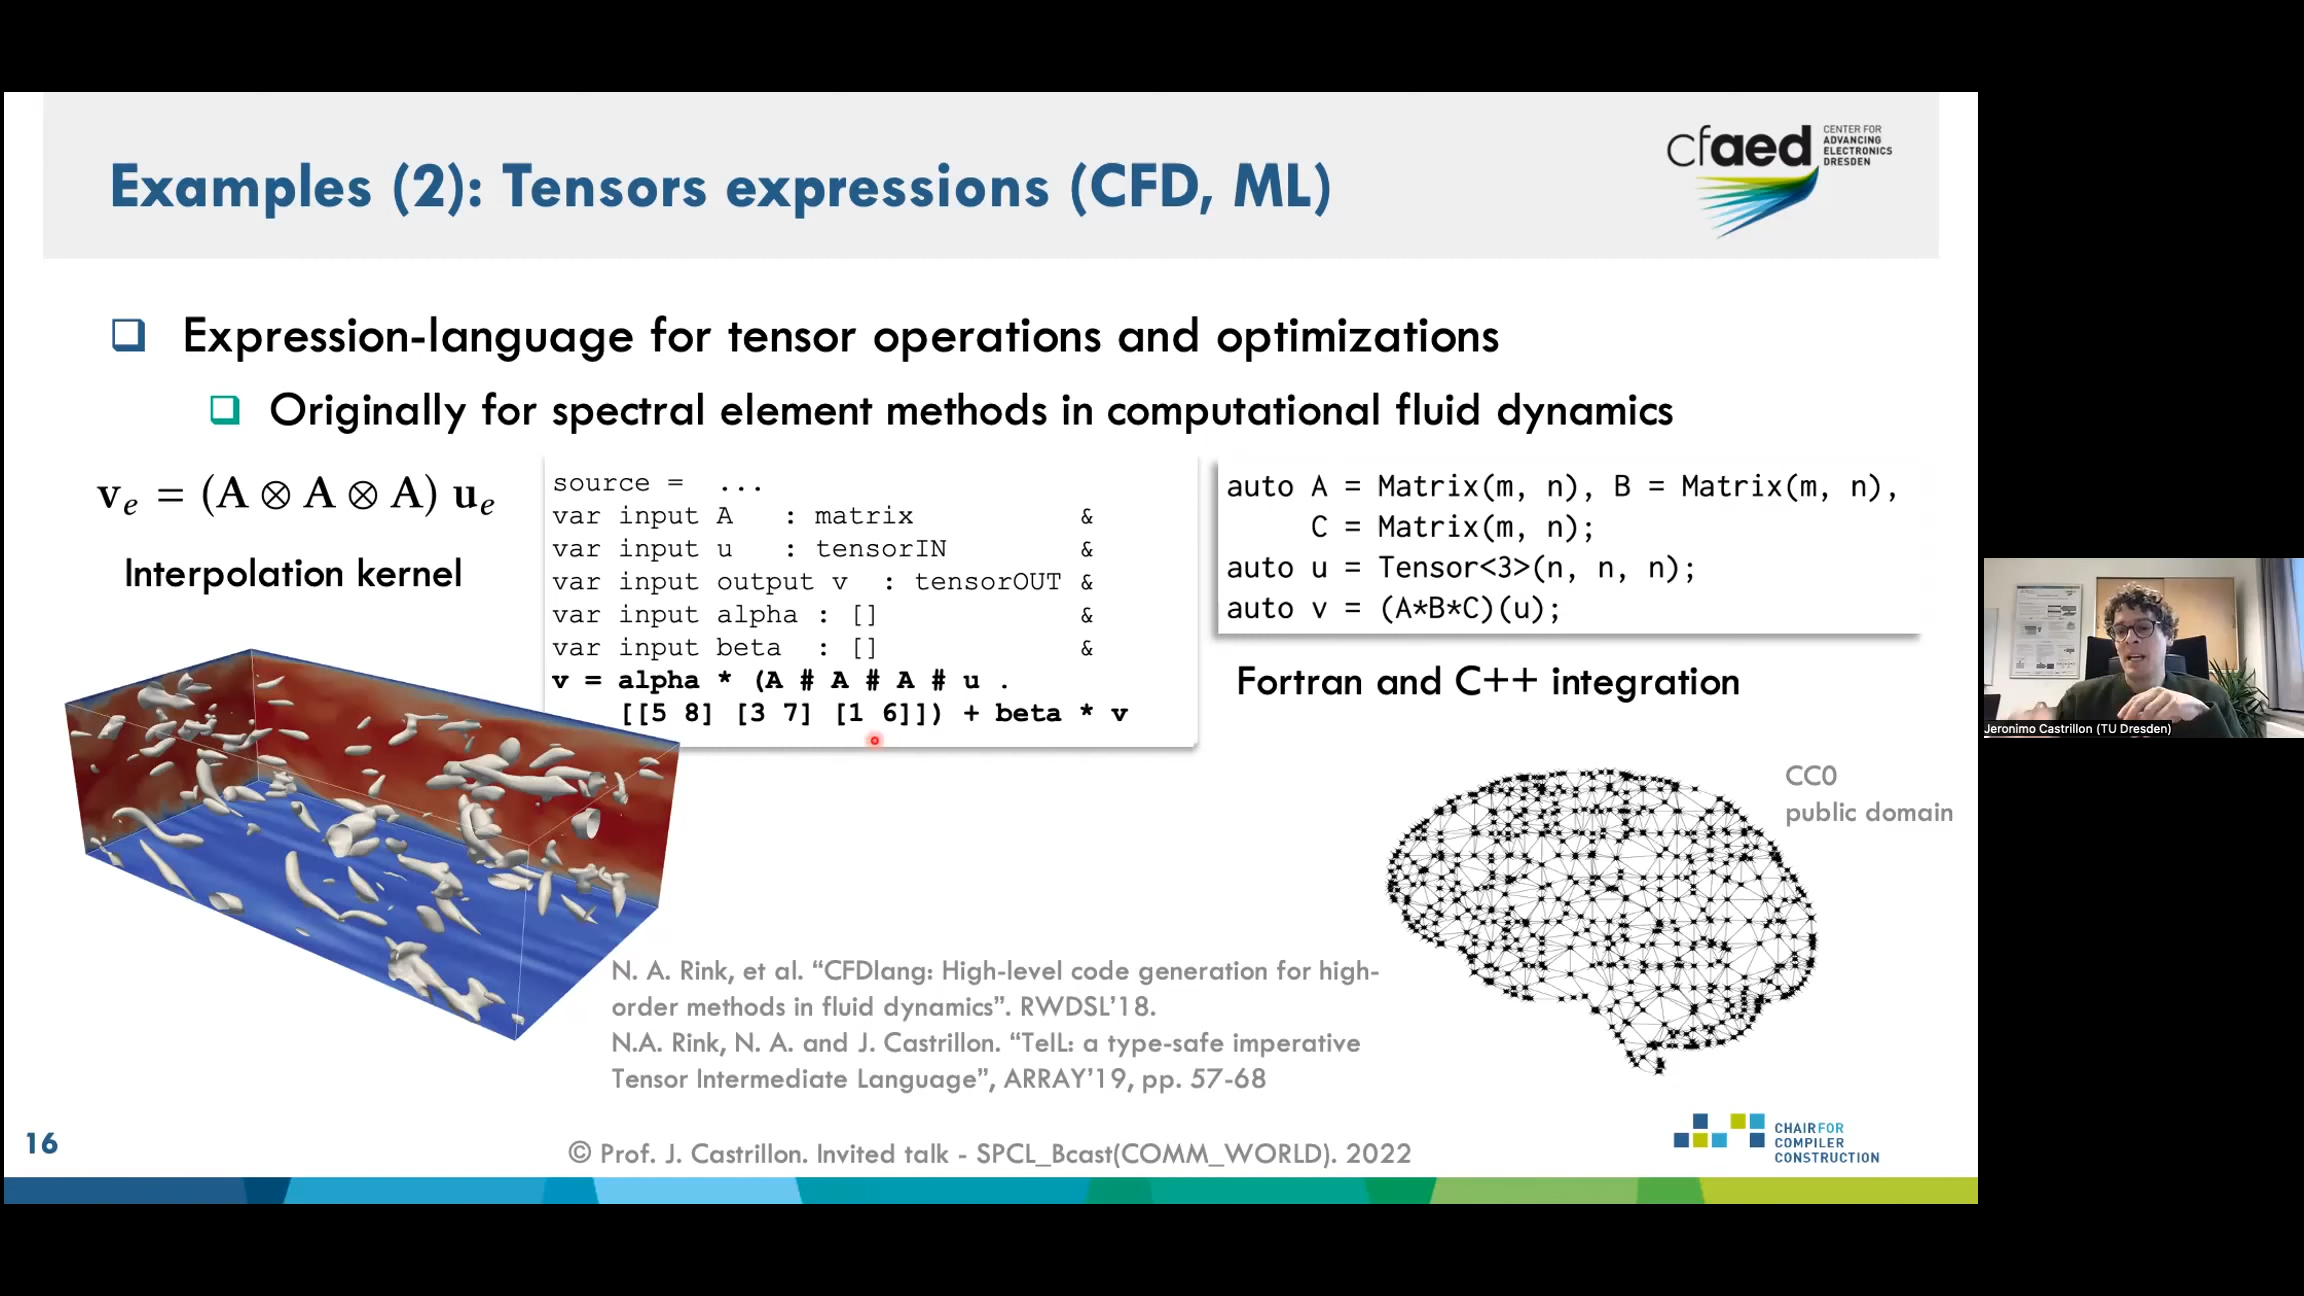 Examples (2): Tensors expressions (CFD, ML)
cfaed
CENTER FOR
ADVANCING
ELECTRONICS
DRESDEN
❑ Expression-language for tensor operations and optimizations
❑ Originally for spectral element methods in computational fluid dynamics
vₑ = (A ⊗ A ⊗ A) uₑ
Interpolation kernel
source =  ...
var input A   : matrix          &
var input u   : tensorIN        &
var input output v  : tensorOUT &
var input alpha : []            &
var input beta  : []            &
v = alpha * (A # A # A # u .
    [[5 8] [3 7] [1 6]]) + beta * v
auto A = Matrix(m, n), B = Matrix(m, n),
     C = Matrix(m, n);
auto u = Tensor<3>(n, n, n);
auto v = (A*B*C)(u);
Fortran and C++ integration
CC0
public domain
N. A. Rink, et al. “CFDlang: High-level code generation for high-
order methods in fluid dynamics”. RWDSL’18.
N.A. Rink, N. A. and J. Castrillon. “TeIL: a type-safe imperative
Tensor Intermediate Language”, ARRAY’19, pp. 57-68
16
© Prof. J. Castrillon. Invited talk - SPCL_Bcast(COMM_WORLD). 2022
CHAIR FOR
COMPILER
CONSTRUCTION
Jeronimo Castrillon (TU Dresden)